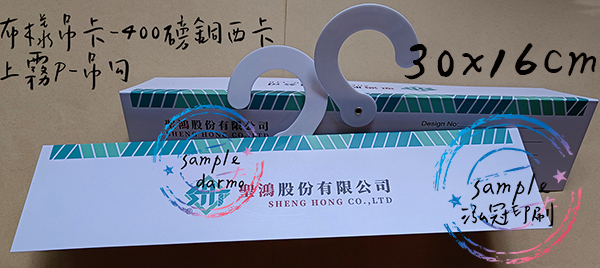 布樣吊卡-400磅銅西卡
上霧P-吊勾
30x16cm
聖鴻股份有限公司
SHENG HONG CO.,LTD
Design No:
sample
darmo
聖鴻股份有限公司
SHENG HONG CO.,LTD
sample
泓冠印刷